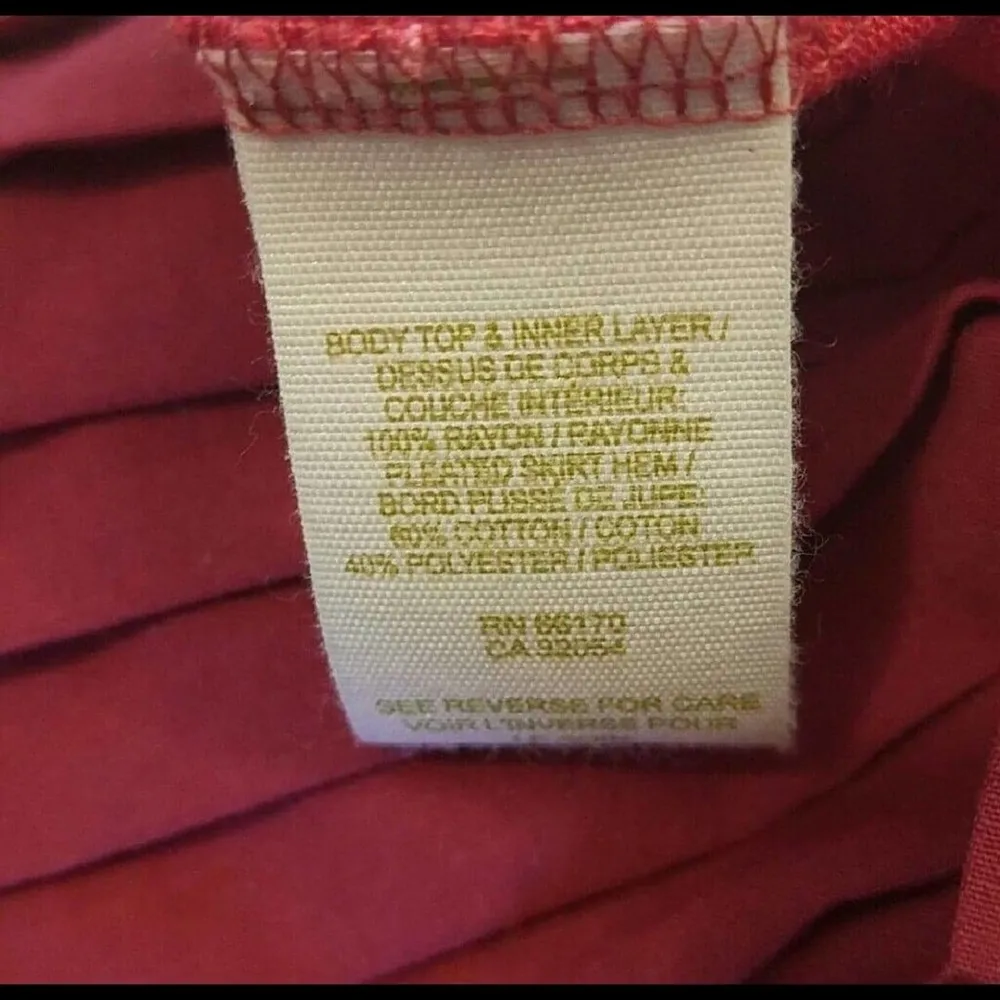 BODY TOP & INNER LAYER /
DESSUS DE CORPS &
COUCHE INTÉRIEUR
100% RAYON / RAYONNE
PLEATED SKIRT HEM /
BORD PLISSÉ DE JUPE
60% COTTON / COTON
40% POLYESTER / POLIESTER
RN 66170
CA 32054
SEE REVERSE FOR CARE
VOIR L'INVERSE POUR